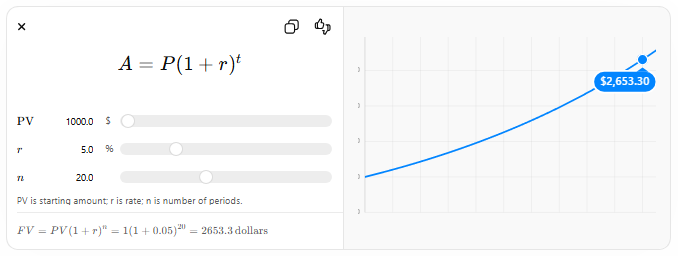 ×
A = P(1 + r)^t
PV 1000.0 $
r 5.0 %
n 20.0
PV is starting amount; r is rate; n is number of periods.
FV = PV(1 + r)^n = 1(1 + 0.05)^20 = 2653.3 dollars
$2,653.30